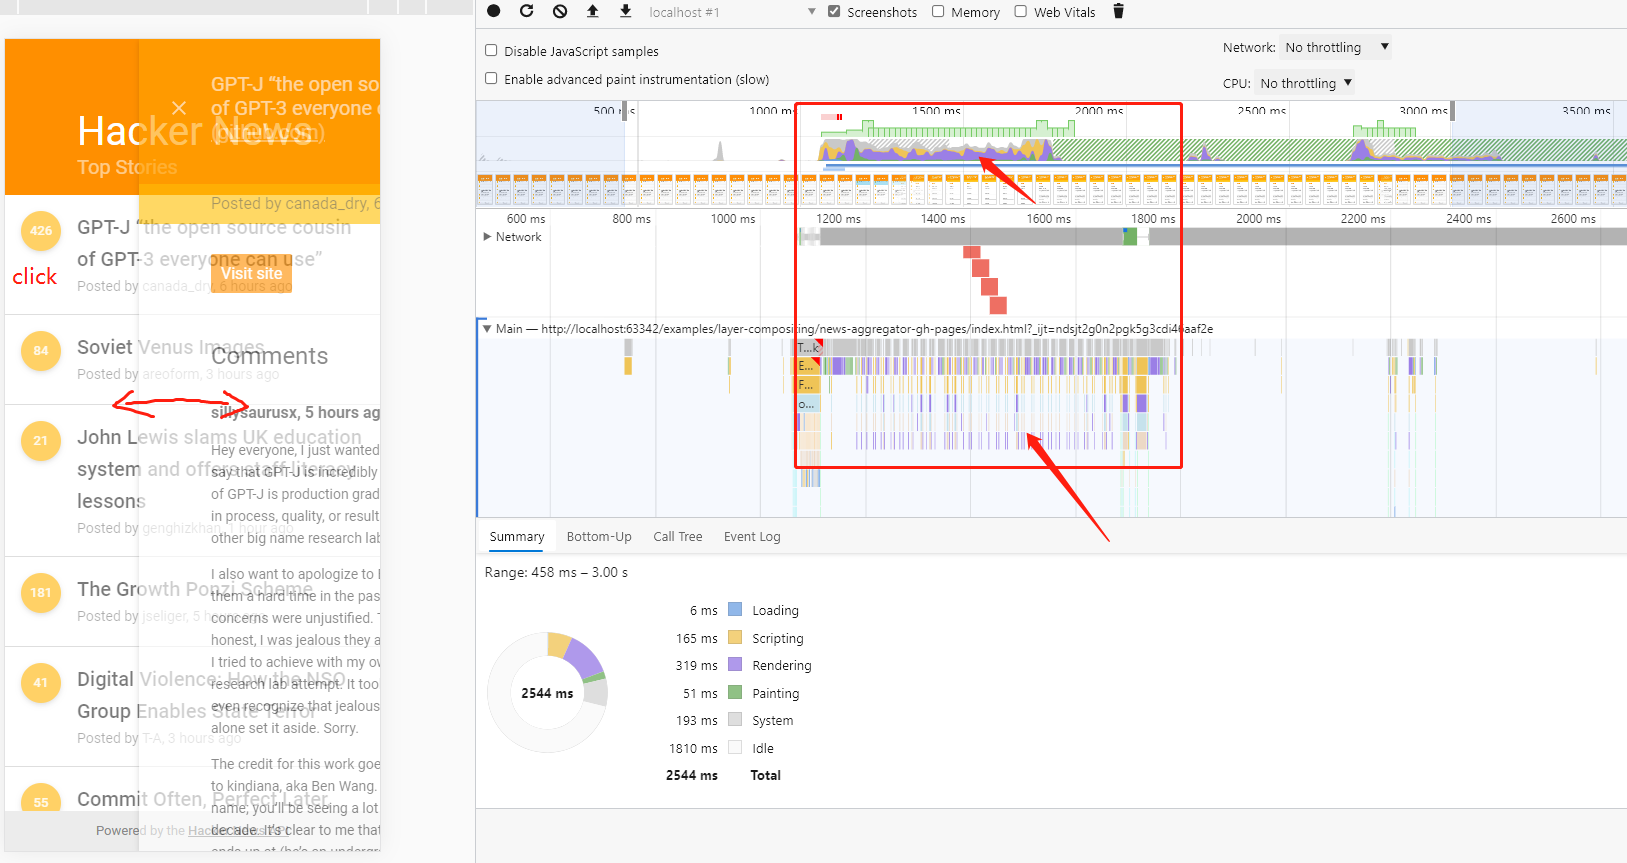 localhost #1
Screenshots
Memory
Web Vitals
Disable JavaScript samples
Network: No throttling
Enable advanced paint instrumentation (slow)
CPU: No throttling
1000 ms
1500 ms
2000 ms
2500 ms
3000 ms
3500 ms
600 ms
800 ms
1000 ms
1200 ms
1400 ms
1600 ms
1800 ms
2000 ms
2200 ms
2400 ms
2600 ms
Network
Main — http://localhost:63342/examples/layer-compositing/news-aggregator-gh-pages/index.html?_ijt=ndsjt2g0n2pgk5g3cdi46aaf2e
T...k
E...
F...
o...
Summary
Bottom-Up
Call Tree
Event Log
Range: 458 ms – 3.00 s
6 ms Loading
165 ms Scripting
319 ms Rendering
51 ms Painting
193 ms System
1810 ms Idle
2544 ms Total
2544 ms
Hacker News
Top Stories
426
GPT-J “the open source cousin
of GPT-3 everyone can use”
Posted by canada_dry, 6 hours ago
click
84
Soviet Venus Images
Posted by areoform, 3 hours ago
21
John Lewis slams UK education
system and offers staff literacy
lessons
Posted by genghizkhan, 1 hour ago
181
The Growth Ponzi Scheme
Posted by jseliger, 5 hours ago
41
Digital Violence: How the NSO
Group Enables State Terror
Posted by T-A, 3 hours ago
55
Commit Often, Perfect Later
Powered by the Hacker News API
GPT-J “the open so
of GPT-3 everyone c
(github.com)
Posted by canada_dry, 6
Visit site
Comments
sillysaurusx, 5 hours ag
Hey everyone, I just wanted
say that GPT-J is incredibly
of GPT-J is production grad
in process, quality, or result
other big name research lab
I also want to apologize to
them a hard time in the pas
concerns were unjustified.
honest, I was jealous they a
I tried to achieve with my ow
research lab attempt. It too
even recognize that jealous
alone set it aside. Sorry.
The credit for this work goe
to kindiana, aka Ben Wang.
name; you’ll be seeing a lot
decade. It’s clear to me that